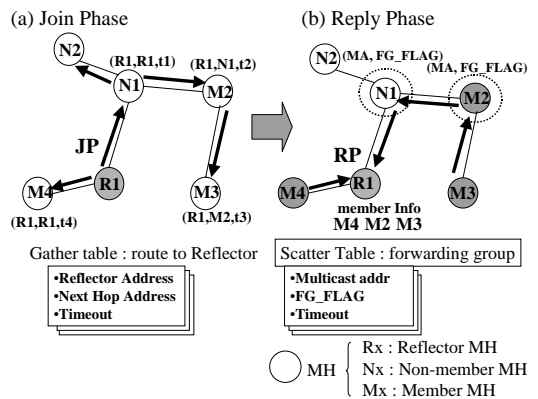 (a) Join Phase
(b) Reply Phase
N2
(R1,R1,t1)
(R1,N1,t2)
N1
M2
JP
M4
R1
M3
(R1,R1,t4)
(R1,M2,t3)
N2
(MA, FG_FLAG)
(MA, FG_FLAG)
N1
M2
RP
M4
R1
M3
member Info
M4 M2 M3
Gather table : route to Reflector
•Reflector Address
•Next Hop Address
•Timeout
Scatter Table : forwarding group
•Multicast addr
•FG_FLAG
•Timeout
MH
Rx : Reflector MH
Nx : Non-member MH
Mx : Member MH